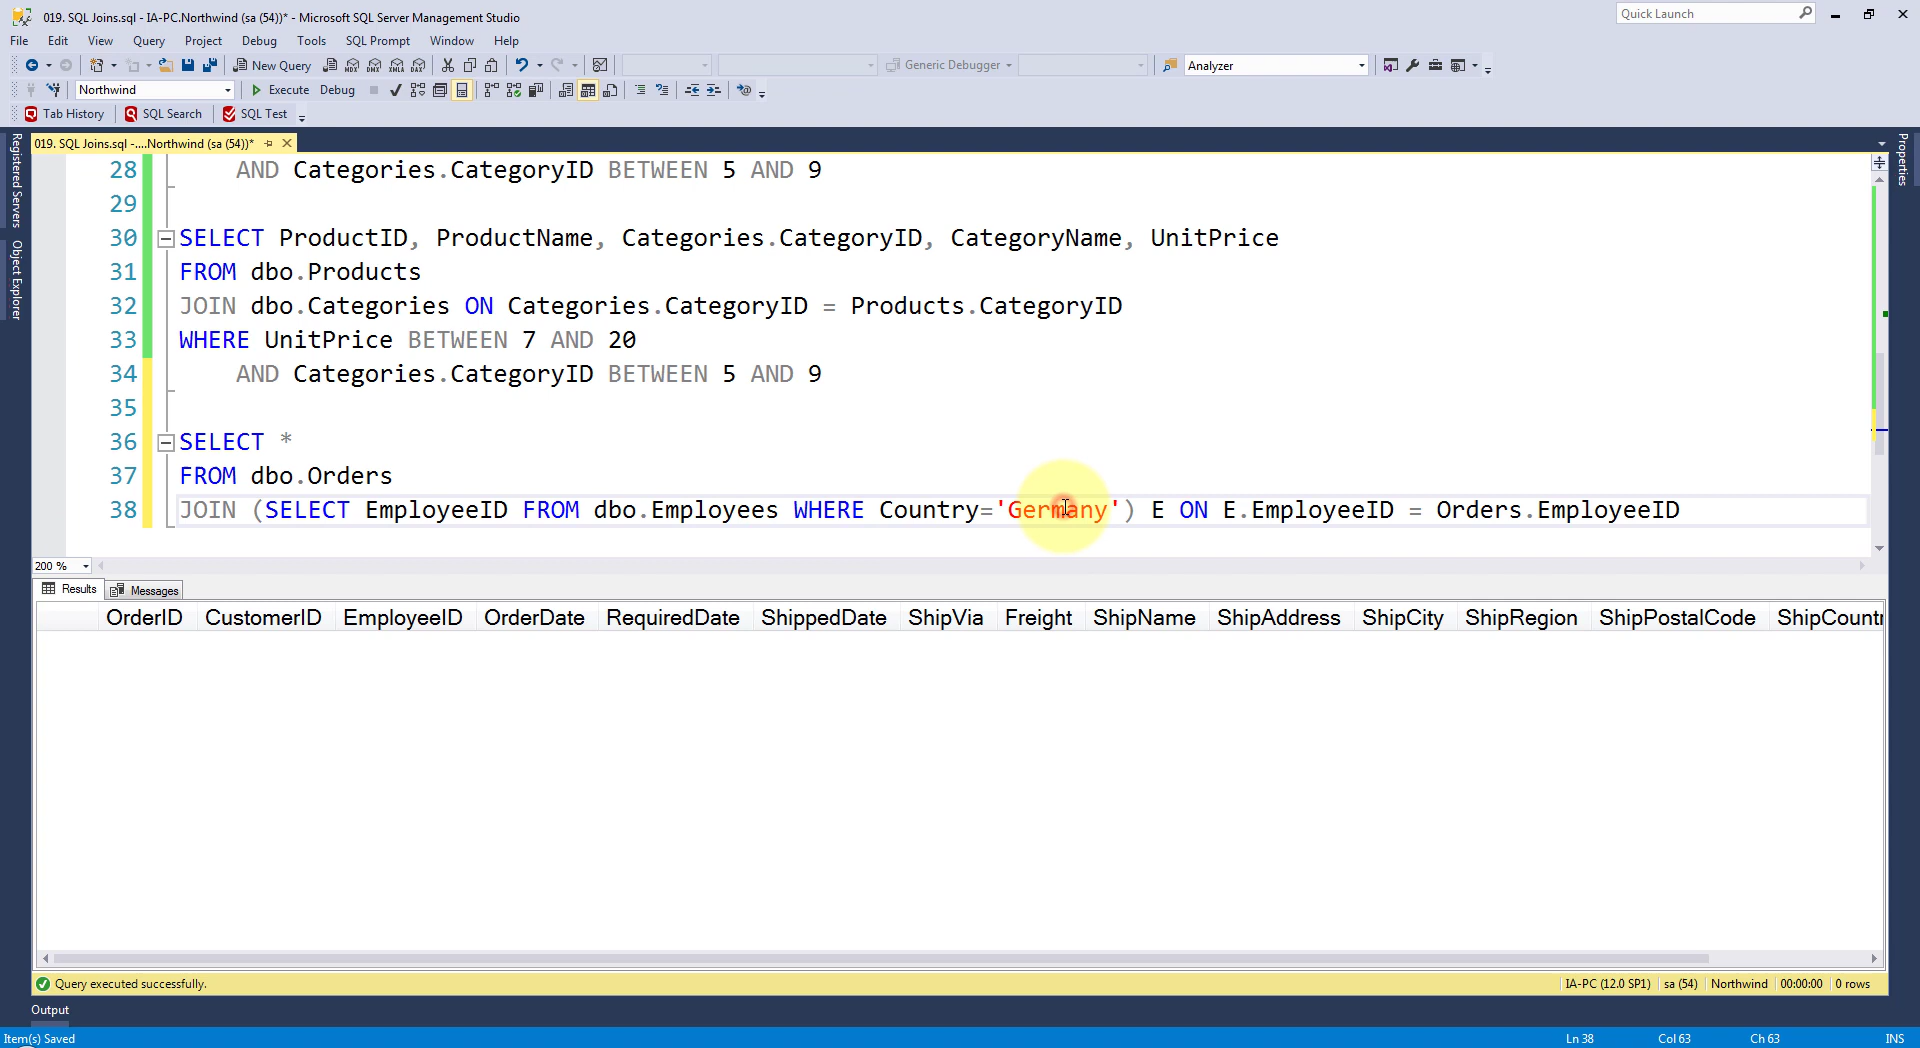 019. SQL Joins.sql - IA-PC.Northwind (sa (54))* - Microsoft SQL Server Management Studio
Quick Launch
File Edit View Query Project Debug Tools SQL Prompt Window Help
New Query
Generic Debugger
Analyzer
Northwind
Execute Debug
Tab History SQL Search SQL Test
019. SQL Joins.sql -....Northwind (sa (54))*
Registered Servers
Object Explorer
Properties
28 AND Categories.CategoryID BETWEEN 5 AND 9
29
30 SELECT ProductID, ProductName, Categories.CategoryID, CategoryName, UnitPrice
31 FROM dbo.Products
32 JOIN dbo.Categories ON Categories.CategoryID = Products.CategoryID
33 WHERE UnitPrice BETWEEN 7 AND 20
34 AND Categories.CategoryID BETWEEN 5 AND 9
35
36 SELECT *
37 FROM dbo.Orders
38 JOIN (SELECT EmployeeID FROM dbo.Employees WHERE Country='Germany') E ON E.EmployeeID = Orders.EmployeeID
200 %
Results Messages
OrderID CustomerID EmployeeID OrderDate RequiredDate ShippedDate ShipVia Freight ShipName ShipAddress ShipCity ShipRegion ShipPostalCode ShipCountr
Query executed successfully. IA-PC (12.0 SP1) sa (54) Northwind 00:00:00 0 rows
Output
Item(s) Saved Ln 38 Col 63 Ch 63 INS